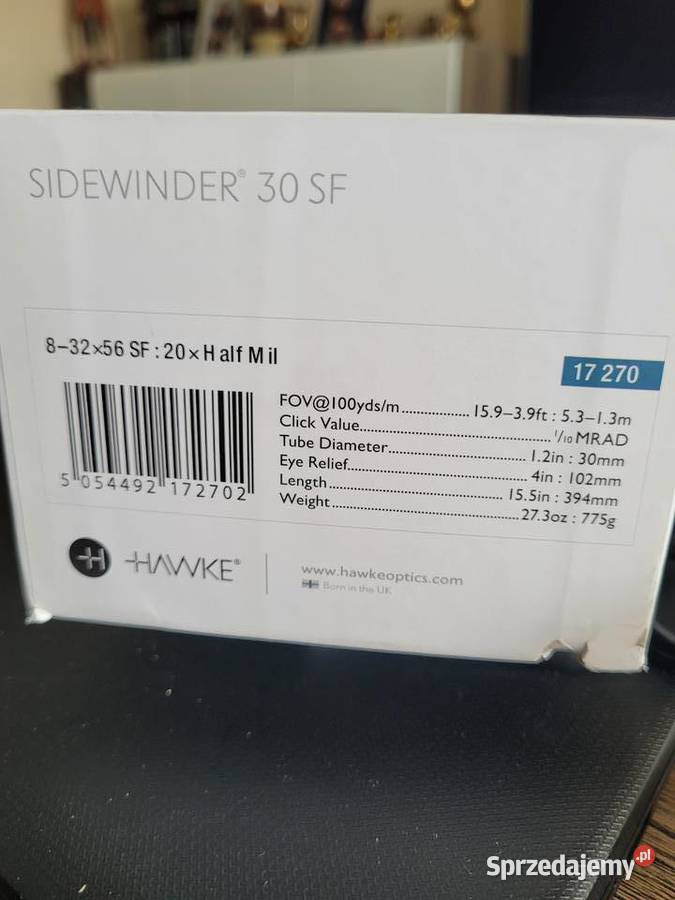 SIDEWINDER® 30 SF
8–32×56 SF : 20 × Half Mil
17 270
FOV@100yds/m 15.9–3.9ft : 5.3–1.3m
Click Value 1/10 MRAD
Tube Diameter 1.2in : 30mm
Eye Relief 4in : 102mm
Length 15.5in : 394mm
Weight 27.3oz : 775g
5 054492 172702
H HAWKE®
www.hawkeoptics.com
Born in the UK
Sprzedajemy.pl